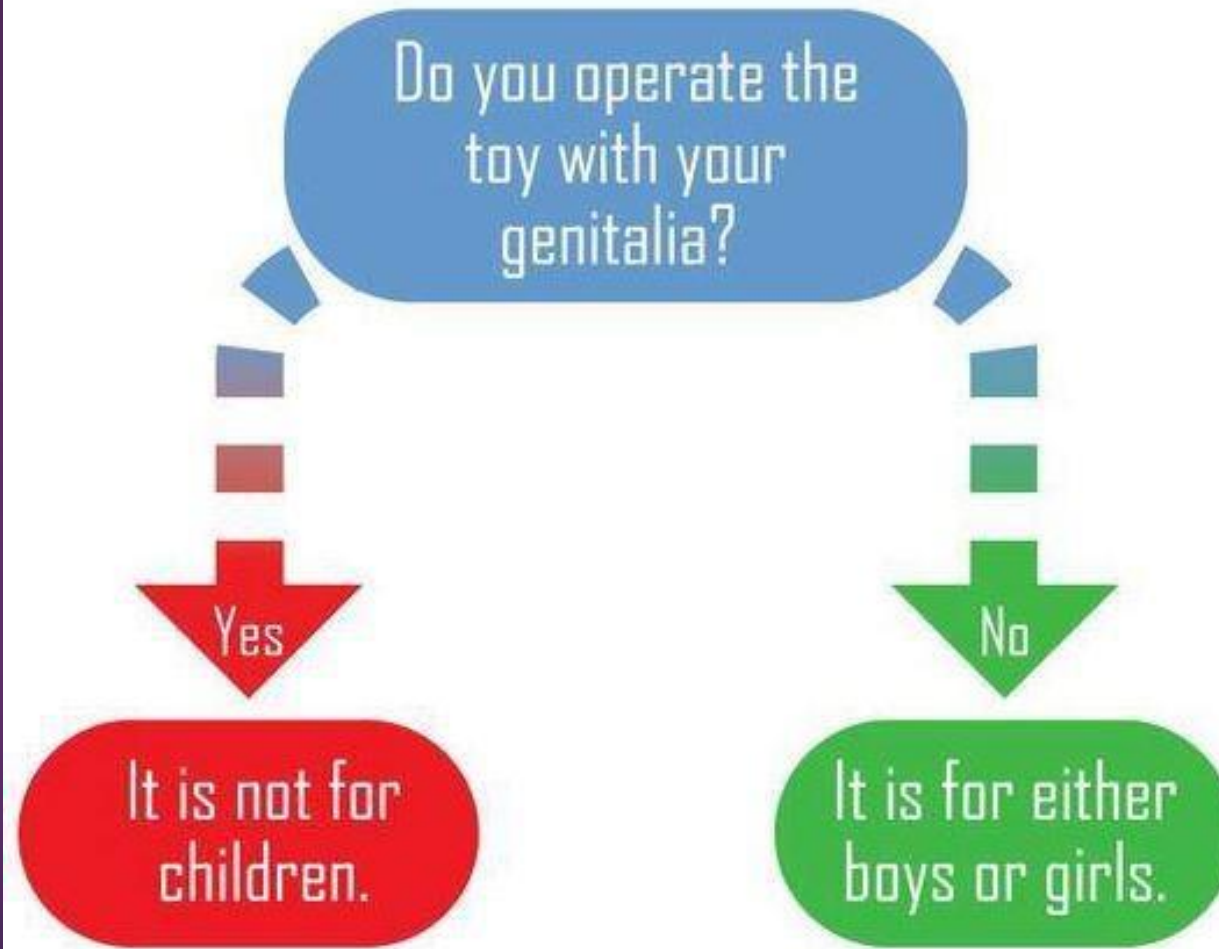 Do you operate the
toy with your
genitalia?
Yes
No
It is not for
children.
It is for either
boys or girls.